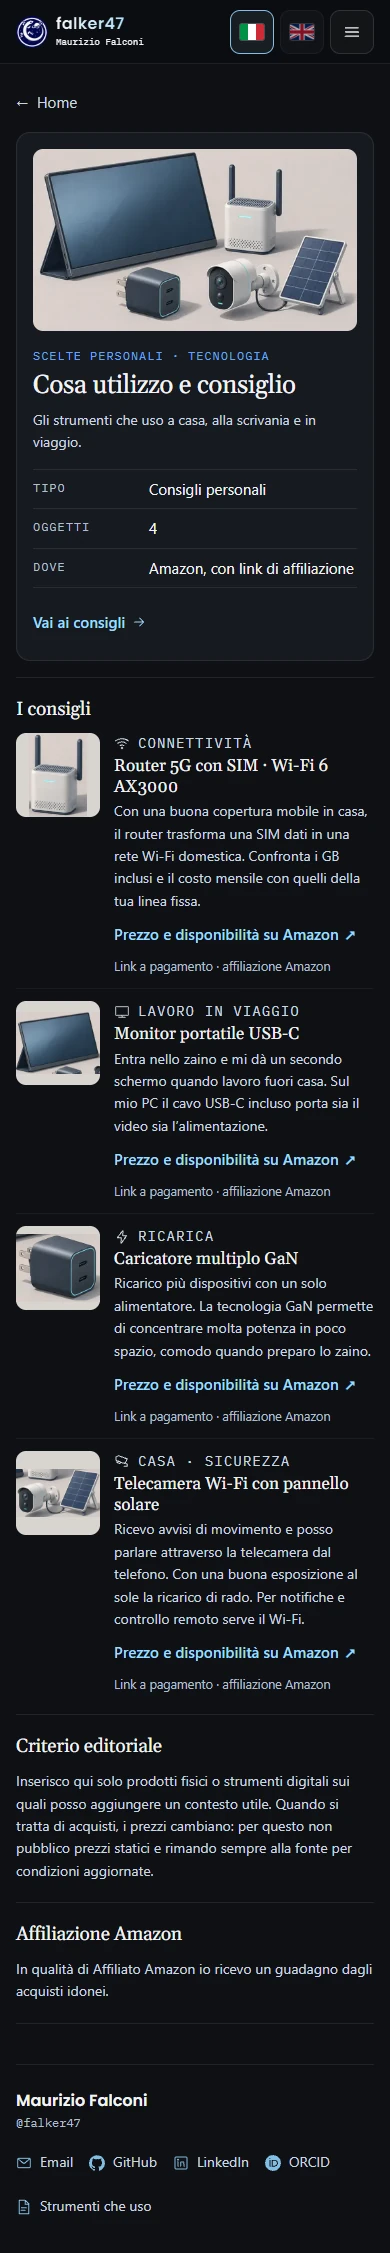 falker47
Maurizio Falconi
← Home
SCELTE PERSONALI · TECNOLOGIA
Cosa utilizzo e consiglio
Gli strumenti che uso a casa, alla scrivania e in
viaggio.
TIPO Consigli personali
OGGETTI 4
DOVE Amazon, con link di affiliazione
Vai ai consigli →
I consigli
CONNETTIVITÀ
Router 5G con SIM · Wi-Fi 6
AX3000
Con una buona copertura mobile in casa,
il router trasforma una SIM dati in una
rete Wi-Fi domestica. Confronta i GB
inclusi e il costo mensile con quelli della
tua linea fissa.
Prezzo e disponibilità su Amazon ↗
Link a pagamento · affiliazione Amazon
LAVORO IN VIAGGIO
Monitor portatile USB-C
Entra nello zaino e mi dà un secondo
schermo quando lavoro fuori casa. Sul
mio PC il cavo USB-C incluso porta sia il
video sia l’alimentazione.
Prezzo e disponibilità su Amazon ↗
Link a pagamento · affiliazione Amazon
RICARICA
Caricatore multiplo GaN
Ricarico più dispositivi con un solo
alimentatore. La tecnologia GaN permette
di concentrare molta potenza in poco
spazio, comodo quando preparo lo zaino.
Prezzo e disponibilità su Amazon ↗
Link a pagamento · affiliazione Amazon
CASA · SICUREZZA
Telecamera Wi-Fi con pannello
solare
Ricevo avvisi di movimento e posso
parlare attraverso la telecamera dal
telefono. Con una buona esposizione al
sole la ricarico di rado. Per notifiche e
controllo remoto serve il Wi-Fi.
Prezzo e disponibilità su Amazon ↗
Link a pagamento · affiliazione Amazon
Criterio editoriale
Inserisco qui solo prodotti fisici o strumenti digitali sui
quali posso aggiungere un contesto utile. Quando si
tratta di acquisti, i prezzi cambiano: per questo non
pubblico prezzi statici e rimando sempre alla fonte per
condizioni aggiornate.
Affiliazione Amazon
In qualità di Affiliato Amazon io ricevo un guadagno dagli
acquisti idonei.
Maurizio Falconi
@falker47
Email GitHub LinkedIn iD ORCID
Strumenti che uso